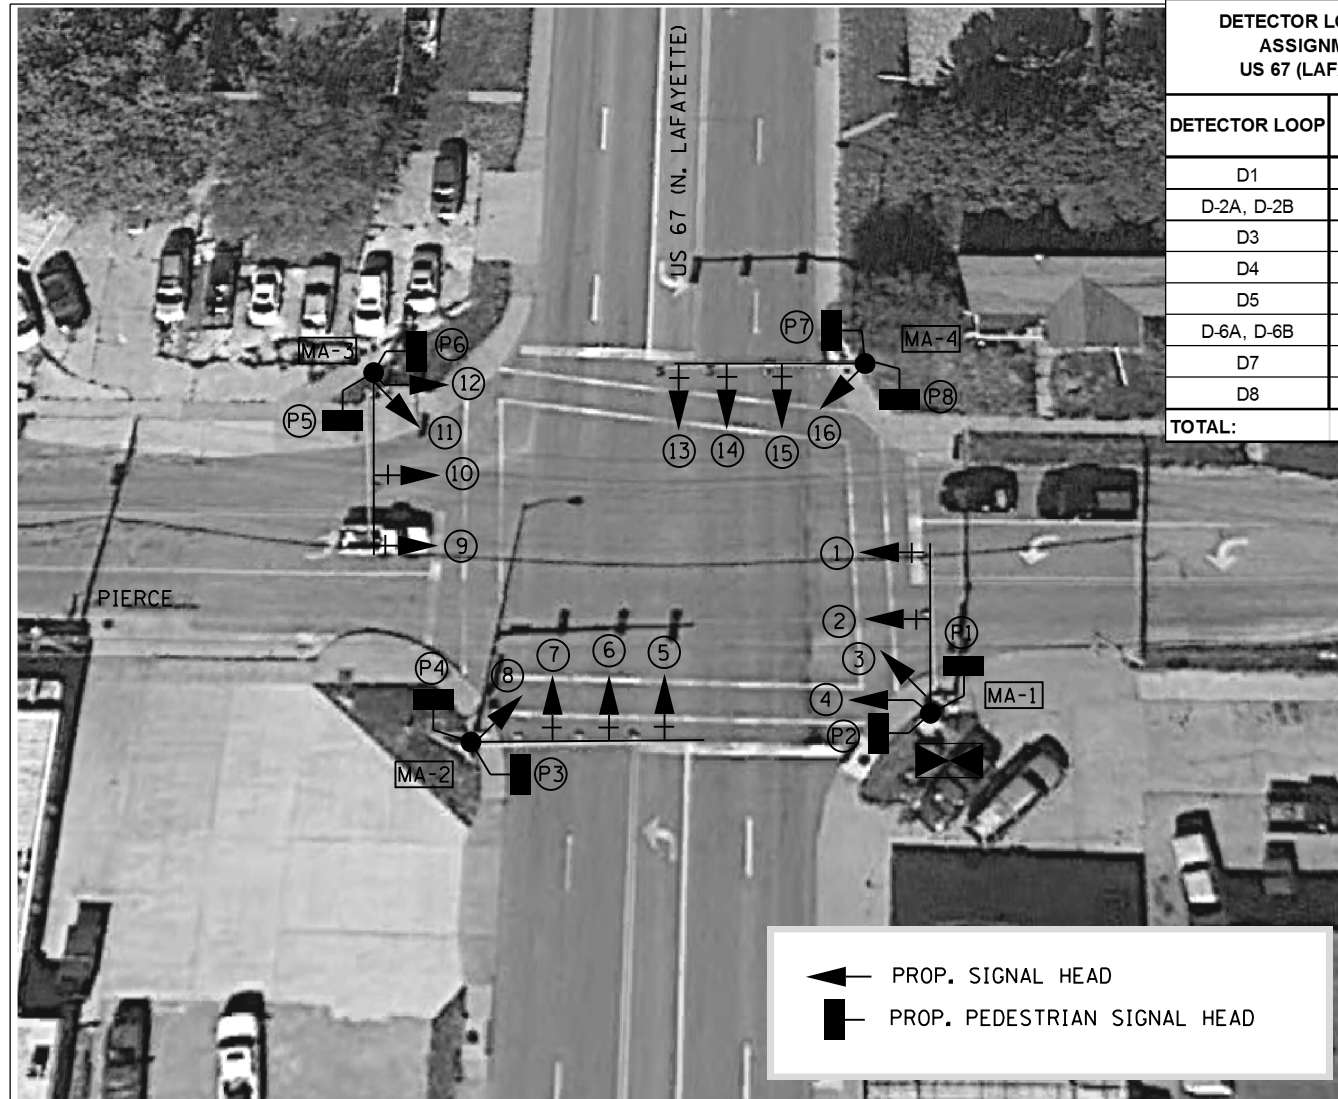 DETECTOR LO
ASSIGNM
US 67 (LAF
DETECTOR LOOP
D1
D-2A, D-2B
D3
D4
D5
D-6A, D-6B
D7
D8
TOTAL:
US 67 (N. LAFAYETTE)
P7
MA-4
MA-3
P6
12
P8
P5
11
16
13
14
15
10
9
1
PIERCE
2
P1
3
7
6
5
P4
8
4
MA-1
P2
MA-2
P3
PROP. SIGNAL HEAD
PROP. PEDESTRIAN SIGNAL HEAD